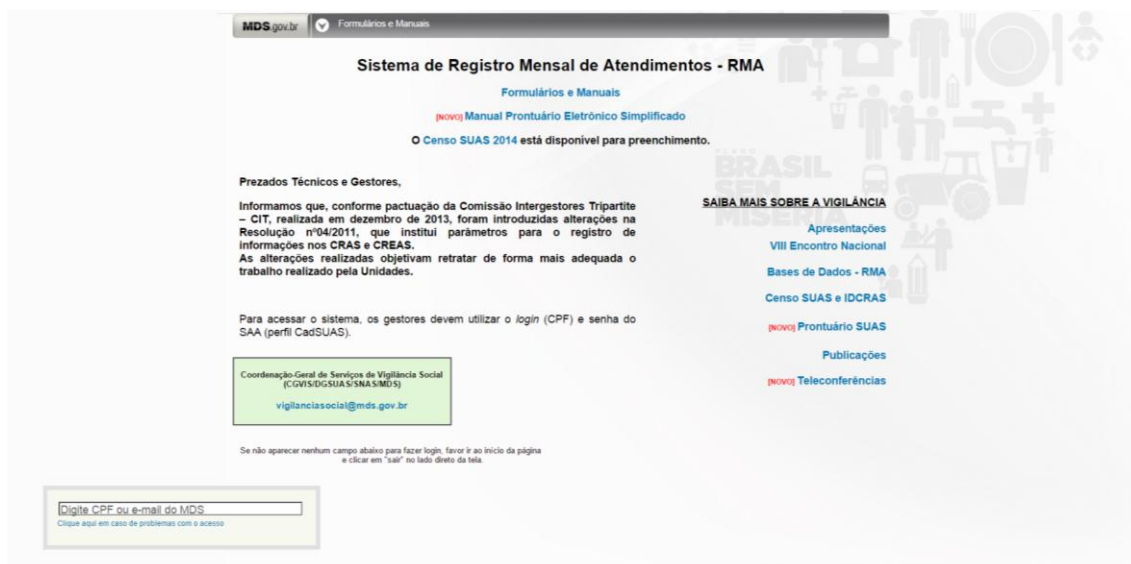 MDS.gov.br Formulários e Manuais
Sistema de Registro Mensal de Atendimentos - RMA
Formulários e Manuais
[NOVO] Manual Prontuário Eletrônico Simplificado
O Censo SUAS 2014 está disponível para preenchimento.
Prezados Técnicos e Gestores,
Informamos que, conforme pactuação da Comissão Intergestores Tripartite
– CIT, realizada em dezembro de 2013, foram introduzidas alterações na
Resolução nº04/2011, que institui parâmetros para o registro de
informações nos CRAS e CREAS.
As alterações realizadas objetivam retratar de forma mais adequada o
trabalho realizado pela Unidades.
Para acessar o sistema, os gestores devem utilizar o login (CPF) e senha do
SAA (perfil CadSUAS).
Coordenação-Geral de Serviços de Vigilância Social
(CGVIS/DGSUAS/SNAS/MDS)
vigilanciasocial@mds.gov.br
Se não aparecer nenhum campo abaixo para fazer login, favor ir ao início da página
e clicar em "sair" no lado direto da tela.
PLANO
BRASIL
SEM
MISÉRIA
SAIBA MAIS SOBRE A VIGILÂNCIA
Apresentações
VIII Encontro Nacional
Bases de Dados - RMA
Censo SUAS e IDCRAS
[NOVO] Prontuário SUAS
Publicações
[NOVO] Teleconferências
Digite CPF ou e-mail do MDS
Clique aqui em caso de problemas com o acesso